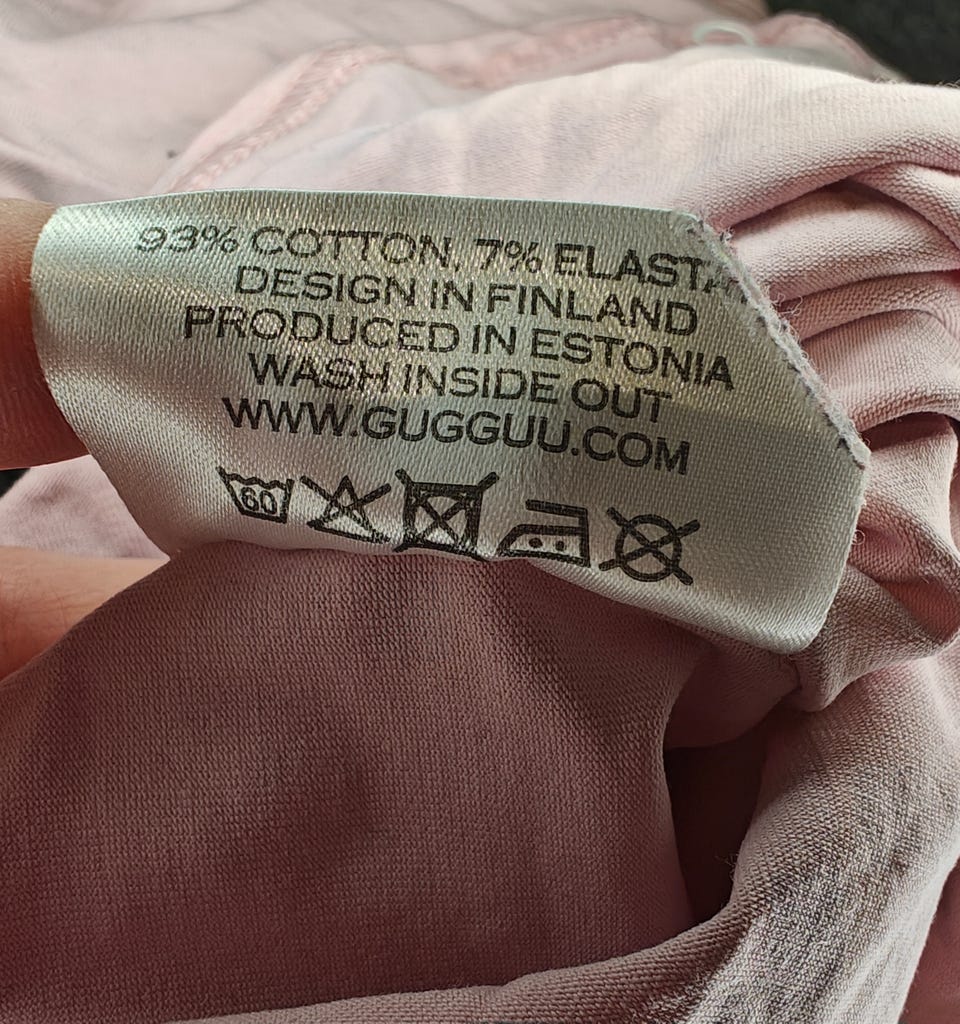 93% COTTON, 7% ELASTA
DESIGN IN FINLAND
PRODUCED IN ESTONIA
WASH INSIDE OUT
WWW.GUGGUU.COM
60